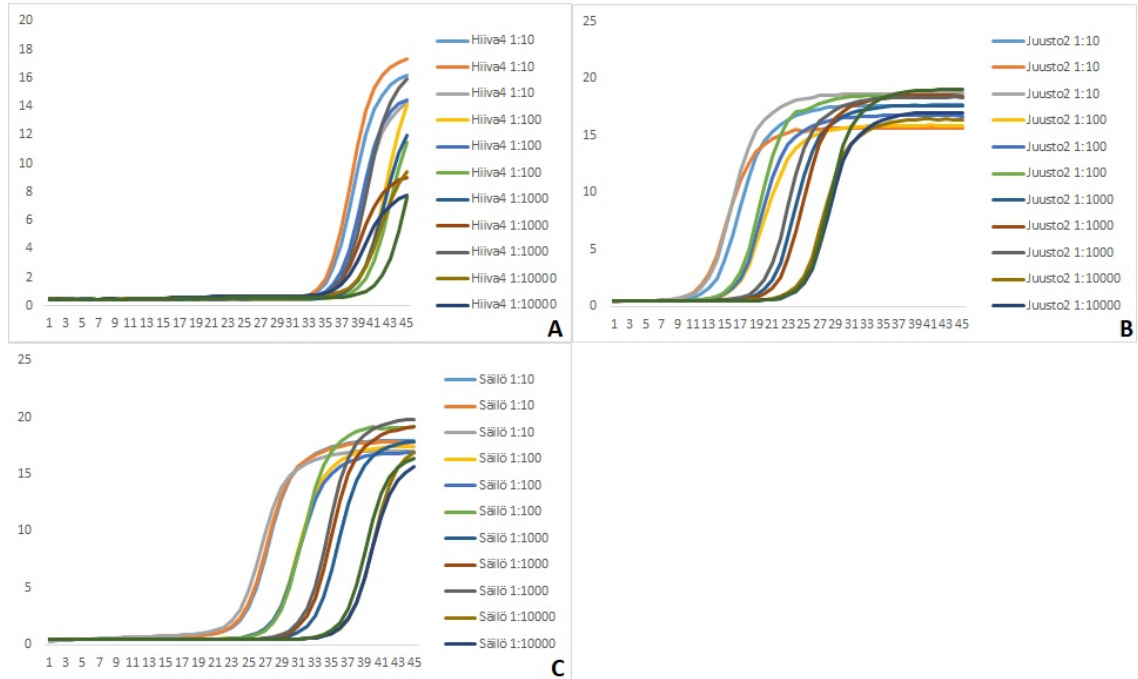 20
18
16
14
12
10
8
6
4
2
0
1 3 5 7 9 11 13 15 17 19 21 23 25 27 29 31 33 35 37 39 41 43 45
Hiiva4 1:10
Hiiva4 1:10
Hiiva4 1:10
Hiiva4 1:100
Hiiva4 1:100
Hiiva4 1:100
Hiiva4 1:1000
Hiiva4 1:1000
Hiiva4 1:1000
Hiiva4 1:10000
Hiiva4 1:10000
A
25
20
15
10
5
0
1 3 5 7 9 11 13 15 17 19 21 23 25 27 29 31 33 35 37 39 41 43 45
Juusto2 1:10
Juusto2 1:10
Juusto2 1:10
Juusto2 1:100
Juusto2 1:100
Juusto2 1:100
Juusto2 1:1000
Juusto2 1:1000
Juusto2 1:1000
Juusto2 1:10000
Juusto2 1:10000
B
25
20
15
10
5
0
1 3 5 7 9 11 13 15 17 19 21 23 25 27 29 31 33 35 37 39 41 43 45
Säilö 1:10
Säilö 1:10
Säilö 1:10
Säilö 1:100
Säilö 1:100
Säilö 1:100
Säilö 1:1000
Säilö 1:1000
Säilö 1:1000
Säilö 1:10000
Säilö 1:10000
C